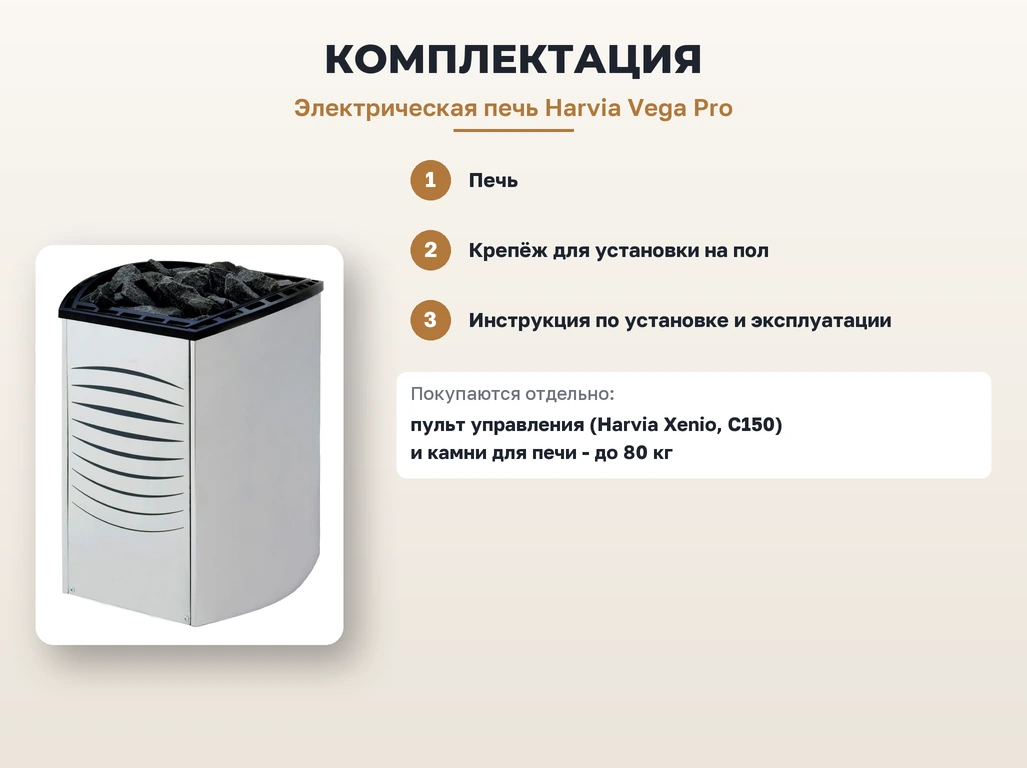 КОМПЛЕКТАЦИЯ
Электрическая печь Harvia Vega Pro
1 Печь
2 Крепёж для установки на пол
3 Инструкция по установке и эксплуатации
Покупаются отдельно:
пульт управления (Harvia Xenio, C150)
и камни для печи - до 80 кг